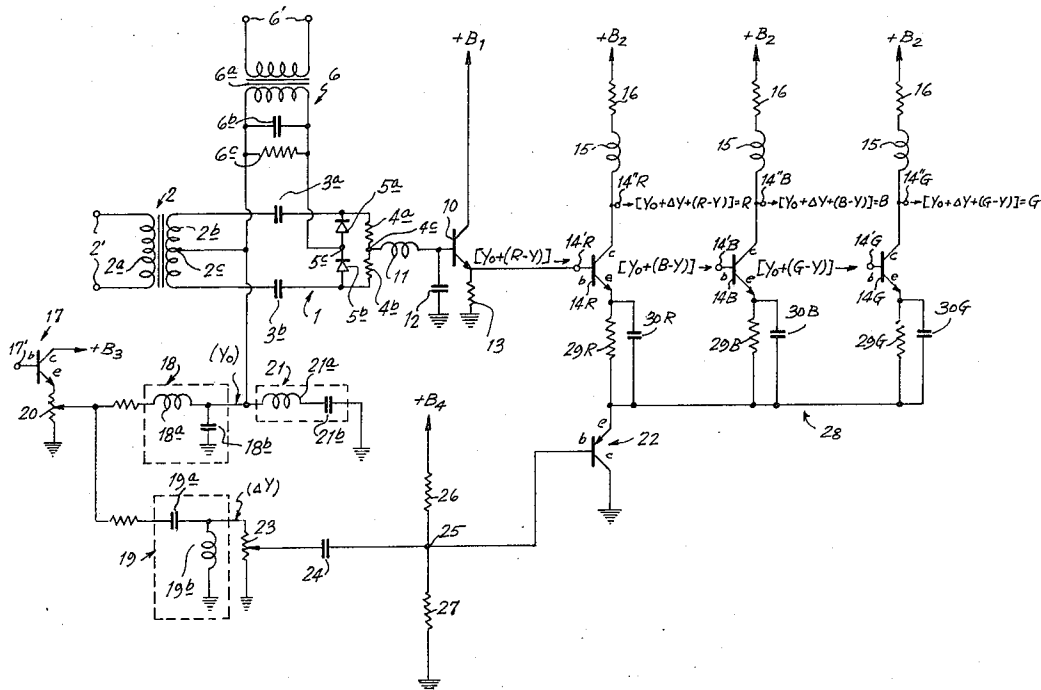 6'
+B₁
+B₂
+B₂
+B₂
6a
6
6b
6c
16
16
16
15
15
15
2
3a
5a
4a
4c
10
14"R
14"B
14"G
→[Y₀+ΔY+(R-Y)]=R
→[Y₀+ΔY+(B-Y)]=B
→[Y₀+ΔY+(G-Y)]=G
2'
2a
2b
2c
5c
11
[Y₀+(R-Y)]→
14'R
[Y₀+(B-Y)]→
14'B
[Y₀+(G-Y)]→
14'G
b c e
b c e
b c e
14R
14B
14G
3b
1
5b
4b
12
13
30R
30B
30G
29R
29B
29G
17
17'
b c e
+B₃
20
18
18a
18b
(Y₀)
21
21a
21b
+B₄
28
b e c
22
(ΔY)
19a
19
19b
23
24
26
25
27